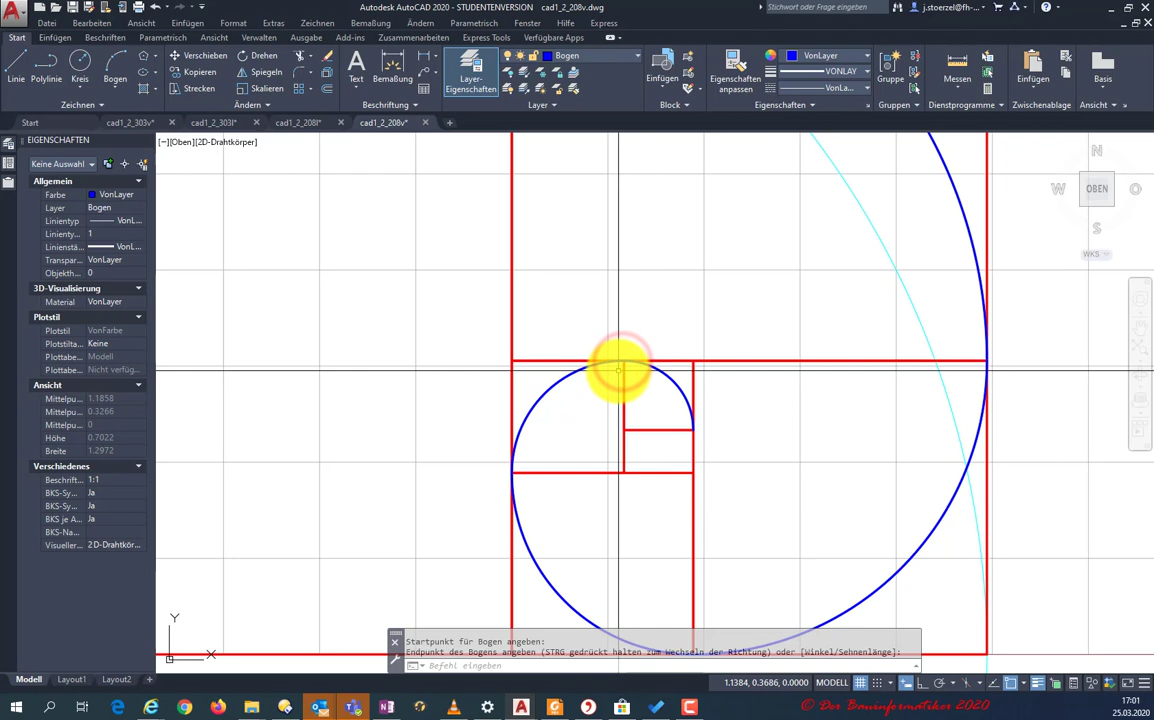 Autodesk AutoCAD 2020 - STUDENTENVERSION cad1_2_208v.dwg
Stichwort oder Frage eingeben
j.stoerzel@fh-...
Datei Bearbeiten Ansicht Einfügen Format Extras Zeichnen Bemaßung Ändern Parametrisch Fenster Hilfe Express
Start Einfügen Beschriften Parametrisch Ansicht Verwalten Ausgabe Add-ins Zusammenarbeiten Express Tools Verfügbare Apps
Linie Polylinie Kreis Bogen
Verschieben Drehen
Kopieren Spiegeln
Strecken Skalieren
Text Bemaßung
Layer-Eigenschaften
Bogen
Einfügen
Eigenschaften anpassen
VonLayer
VONLAY
VonLa...
Gruppe
Messen
Einfügen
Basis
Zeichnen Ändern Beschriftung Layer Block Eigenschaften Gruppen Dienstprogramme Zwischenablage Ansicht
Start cad1_2_303v* cad1_2_303l* cad1_2_208l* cad1_2_208v*
EIGENSCHAFTEN
[−][Oben][2D-Drahtkörper]
Keine Auswahl
Allgemein
Farbe VonLayer
Layer Bogen
Linientyp VonL...
Linienty... 1
Linienstä... VonL...
Transpar... VonLayer
Objekth... 0
3D-Visualisierung
Material VonLayer
Plotstil
Plotstil VonFarbe
Plotstilta... Keine
Plottabe... Modell
Plottabe... Nicht verfüg...
Ansicht
Mittelpu... 1.1858
Mittelpu... 0.3266
Mittelpu... 0
Höhe 0.7022
Breite 1.2972
Verschiedenes
Beschrift... 1:1
BKS-Sy... Ja
BKS-Sy... Ja
BKS je A... Ja
BKS-Na...
Visueller... 2D-Drahtkör...
N
W OBEN O
S
WKS
Y
X
Startpunkt für Bogen angeben:
Endpunkt des Bogens angeben (STRG gedrückt halten zum Wechseln der Richtung) oder [Winkel/Sehnenlänge]:
Befehl eingeben
Modell Layout1 Layout2
1.1384, 0.3686, 0.0000 MODELL
© Der Bauinformatiker 2020
17:01
25.03.2020